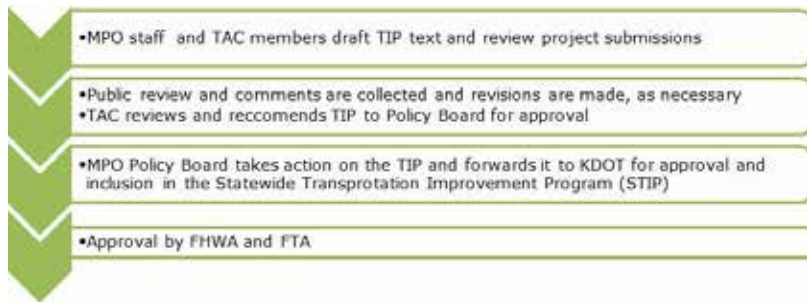 •MPO staff and TAC members draft TIP text and review project submissions
•Public review and comments are collected and revisions are made, as necessary
•TAC reviews and reccomends TIP to Policy Board for approval
•MPO Policy Board takes action on the TIP and forwards it to KDOT for approval and
inclusion in the Statewide Transprotation Improvement Program (STIP)
•Approval by FHWA and FTA